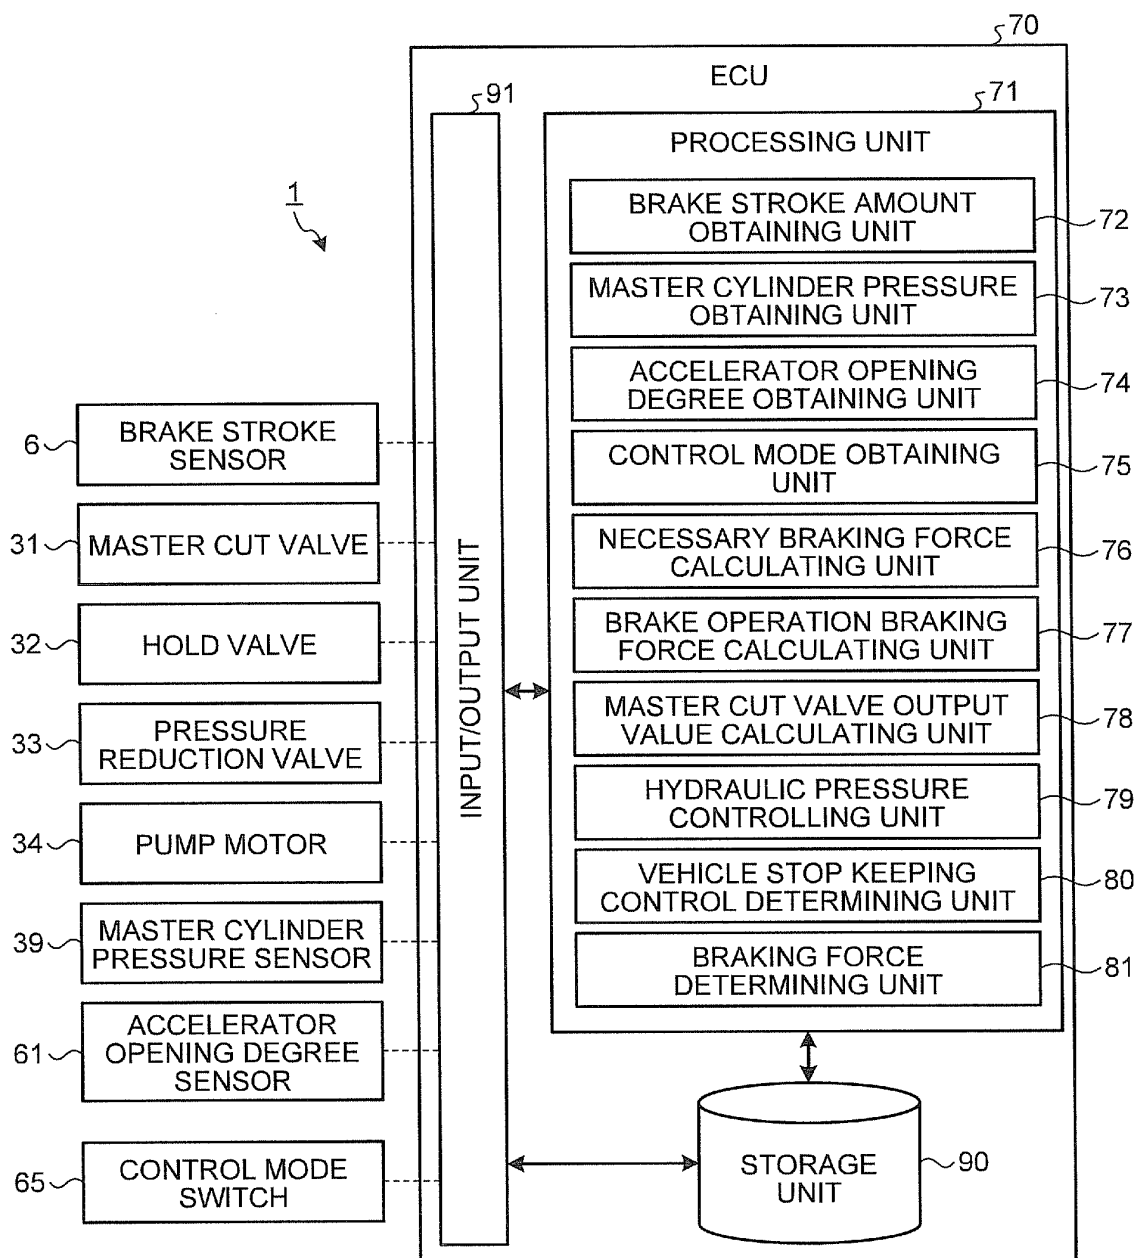 70
ECU
91
71
PROCESSING UNIT
1
BRAKE STROKE AMOUNT
OBTAINING UNIT
72
MASTER CYLINDER PRESSURE
OBTAINING UNIT
73
ACCELERATOR OPENING
DEGREE OBTAINING UNIT
74
CONTROL MODE OBTAINING
UNIT
75
NECESSARY BRAKING FORCE
CALCULATING UNIT
76
BRAKE OPERATION BRAKING
FORCE CALCULATING UNIT
77
MASTER CUT VALVE OUTPUT
VALUE CALCULATING UNIT
78
HYDRAULIC PRESSURE
CONTROLLING UNIT
79
VEHICLE STOP KEEPING
CONTROL DETERMINING UNIT
80
BRAKING FORCE
DETERMINING UNIT
81
6
BRAKE STROKE
SENSOR
31
MASTER CUT VALVE
32
HOLD VALVE
33
PRESSURE
REDUCTION VALVE
34
PUMP MOTOR
39
MASTER CYLINDER
PRESSURE SENSOR
61
ACCELERATOR
OPENING DEGREE
SENSOR
65
CONTROL MODE
SWITCH
INPUT/OUTPUT UNIT
STORAGE
UNIT
90